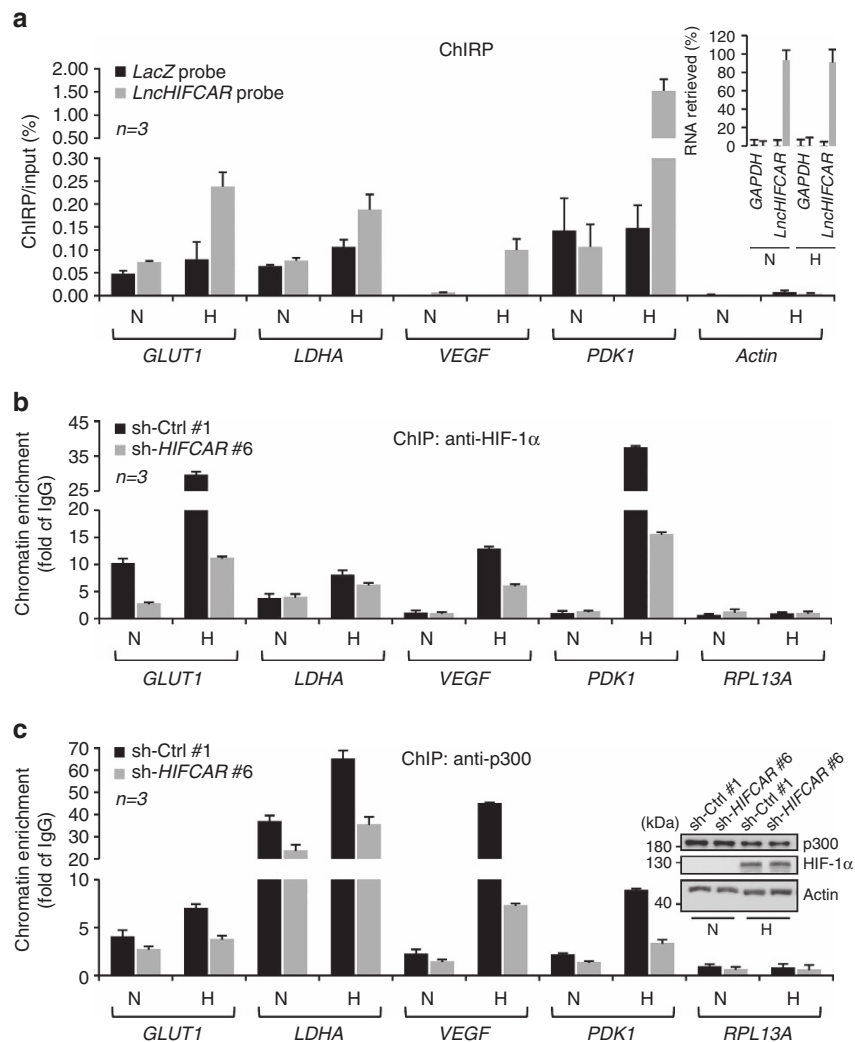 a
ChIRP
LacZ probe
LncHIFCAR probe
n=3
ChIRP/input (%)
2.00
1.50
1.00
0.50
0.30
0.25
0.20
0.15
0.10
0.05
0.00
N H N H N H N H N H
GLUT1 LDHA VEGF PDK1 Actin
RNA retrieved (%)
120
100
80
60
40
20
0
GAPDH
LncHIFCAR
GAPDH
LncHIFCAR
N H
b
sh-Ctrl #1
sh-HIFCAR #6
n=3
ChIP: anti-HIF-1α
Chromatin enrichment
(fold of IgG)
45
35
25
20
15
10
5
0
N H N H N H N H N H
GLUT1 LDHA VEGF PDK1 RPL13A
c
sh-Ctrl #1
sh-HIFCAR #6
n=3
ChIP: anti-p300
Chromatin enrichment
(fold of IgG)
70
60
50
40
30
20
10
5
0
N H N H N H N H N H
GLUT1 LDHA VEGF PDK1 RPL13A
sh-Ctrl #1
sh-HIFCAR #6
sh-Ctrl #1
sh-HIFCAR #6
(kDa)
180 p300
130 HIF-1α
40 Actin
N H